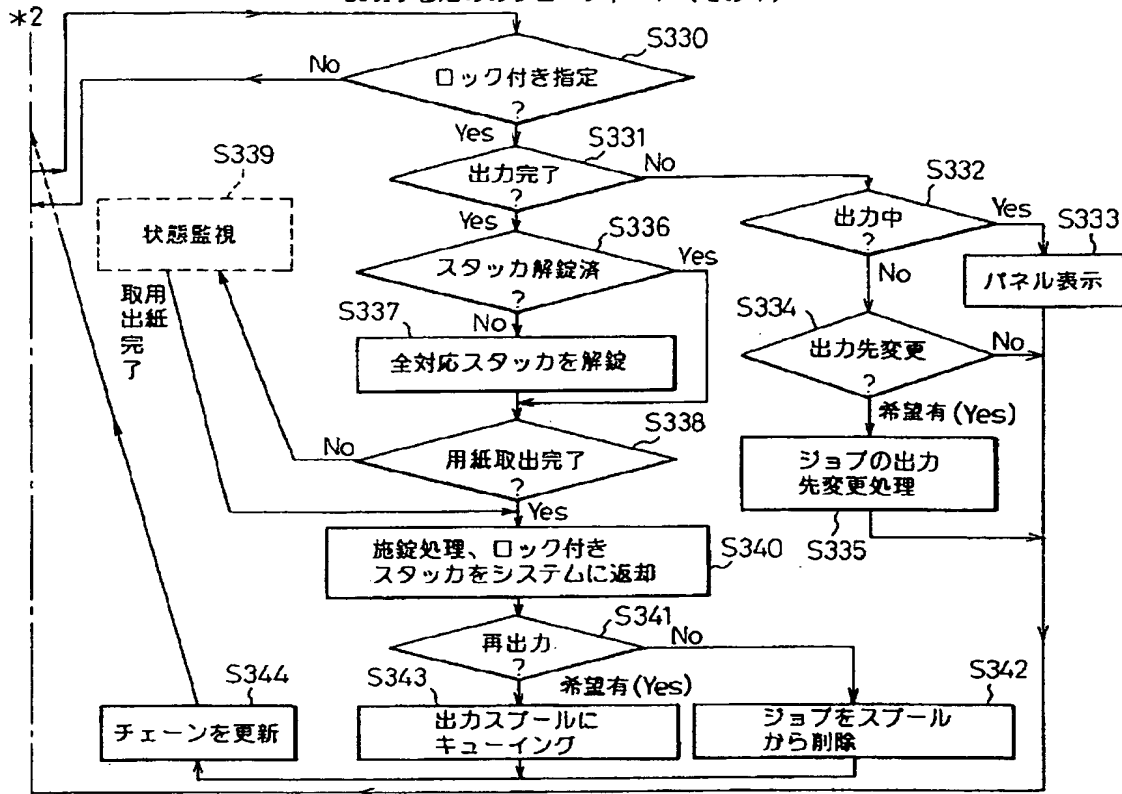 *2
S330
No
ロック付き指定
?
Yes
S331
出力完了
?
No
S332
出力中
?
Yes
S333
パネル表示
No
S339
状態監視
Yes
S336
スタッカ解錠済
?
Yes
S337
No
全対応スタッカを解錠
S334
出力先変更
?
No
希望有(Yes)
取用
出紙
完
了
No
S338
用紙取出完了
?
Yes
ジョブの出力
先変更処理
S335
施錠処理、ロック付き
スタッカをシステムに返却
S340
S341
再出力
?
No
希望有(Yes)
S344
チェーンを更新
S343
出力スプールに
キューイング
S342
ジョブをスプール
から削除